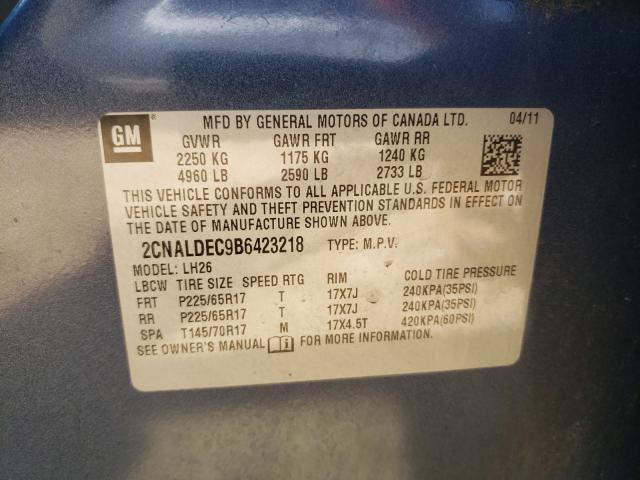 GM ® MFD BY GENERAL MOTORS OF CANADA LTD. 04/11
GVWR GAWR FRT GAWR RR
2250 KG 1175 KG 1240 KG
4960 LB 2590 LB 2733 LB
THIS VEHICLE CONFORMS TO ALL APPLICABLE U.S. FEDERAL MOTOR
VEHICLE SAFETY AND THEFT PREVENTION STANDARDS IN EFFECT ON
THE DATE OF MANUFACTURE SHOWN ABOVE.
2CNALDEC9B6423218 TYPE: M.P.V.
MODEL: LH26
LBCW TIRE SIZE SPEED RTG RIM COLD TIRE PRESSURE
FRT P225/65R17 T 17X7J 240KPA(35PSI)
RR P225/65R17 T 17X7J 240KPA(35PSI)
SPA T145/70R17 M 17X4.5T 420KPA(60PSI)
SEE OWNER'S MANUAL i FOR MORE INFORMATION.